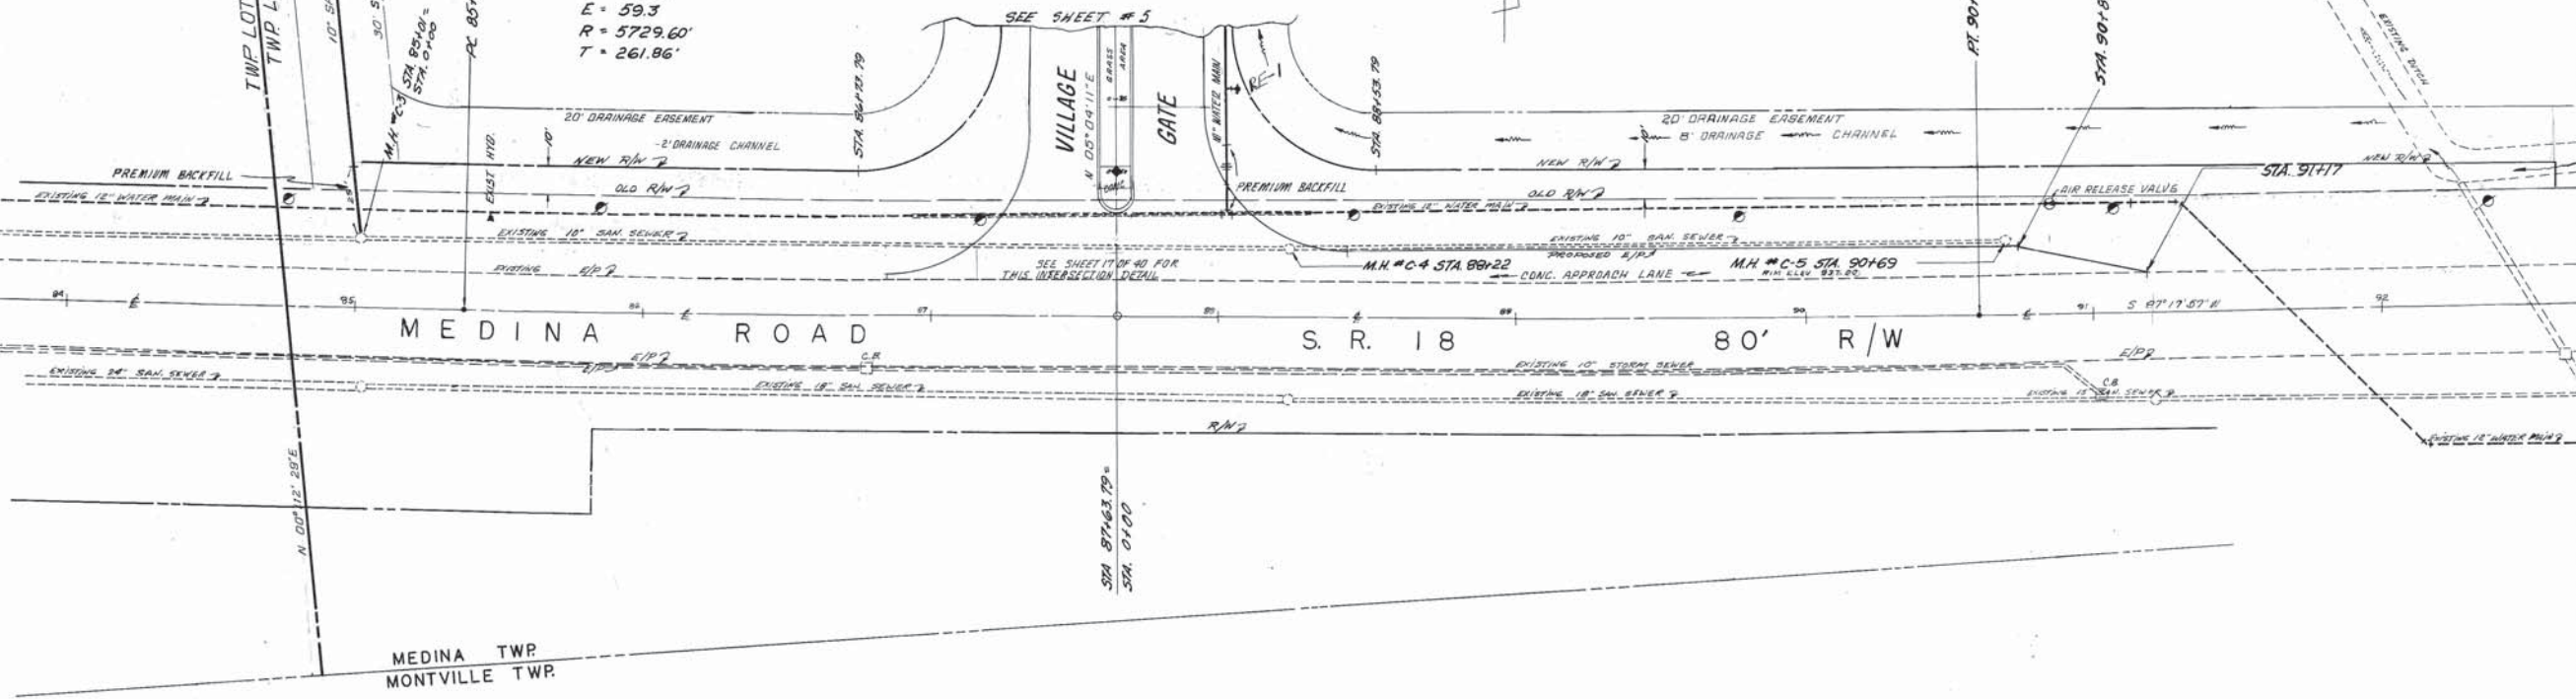 E = 59.3
R = 5729.60'
T = 261.86'
SEE SHEET #5
TWP. LOT
TWP. L
10' S
30' S
M.H. #C-3 STA. 85+01=
STA. 0+00
PC 85+
STA. 86+73.79
VILLAGE
GATE
N 05° 04' 11" E
GRASS
AREA
10" WATER MAIN
RE-1
STA. 88+53.79
P.T. 90+
STA. 90+8
EXISTING DITCH
20' DRAINAGE EASEMENT
2' DRAINAGE CHANNEL
20' DRAINAGE EASEMENT
8' DRAINAGE CHANNEL
EXIST HYD.
10'
NEW R/W
NEW R/W
NEW R/W
PREMIUM BACKFILL
OLD R/W
PREMIUM BACKFILL
OLD R/W
AIR RELEASE VALVE
STA. 91+17
EXISTING 12" WATER MAIN
EXISTING 12" WATER MAIN
EXISTING 10" SAN. SEWER
EXISTING 10" SAN. SEWER
PROPOSED E/P
EXISTING E/P
SEE SHEET 17 OF 40 FOR
THIS INTERSECTION DETAIL
M.H. #C-4 STA. 88+22
CONC. APPROACH LANE
M.H. #C-5 STA. 90+69
84
85
86
87
88
89
90
91
S 87° 17' 57" W
92
MEDINA ROAD
S. R. 18
80' R/W
E/P
E/P
C.B.
EXISTING 10" STORM SEWER
E/P
EXISTING 24" SAN. SEWER
EXISTING 18" SAN. SEWER
EXISTING 18" SAN. SEWER
C.B.
EXISTING 15" SAN. SEWER
R/W
EXISTING 12" WATER MAIN
N 00° 12' 29" E
STA 87+63.79=
STA. 0+00
MEDINA TWP.
MONTVILLE TWP.